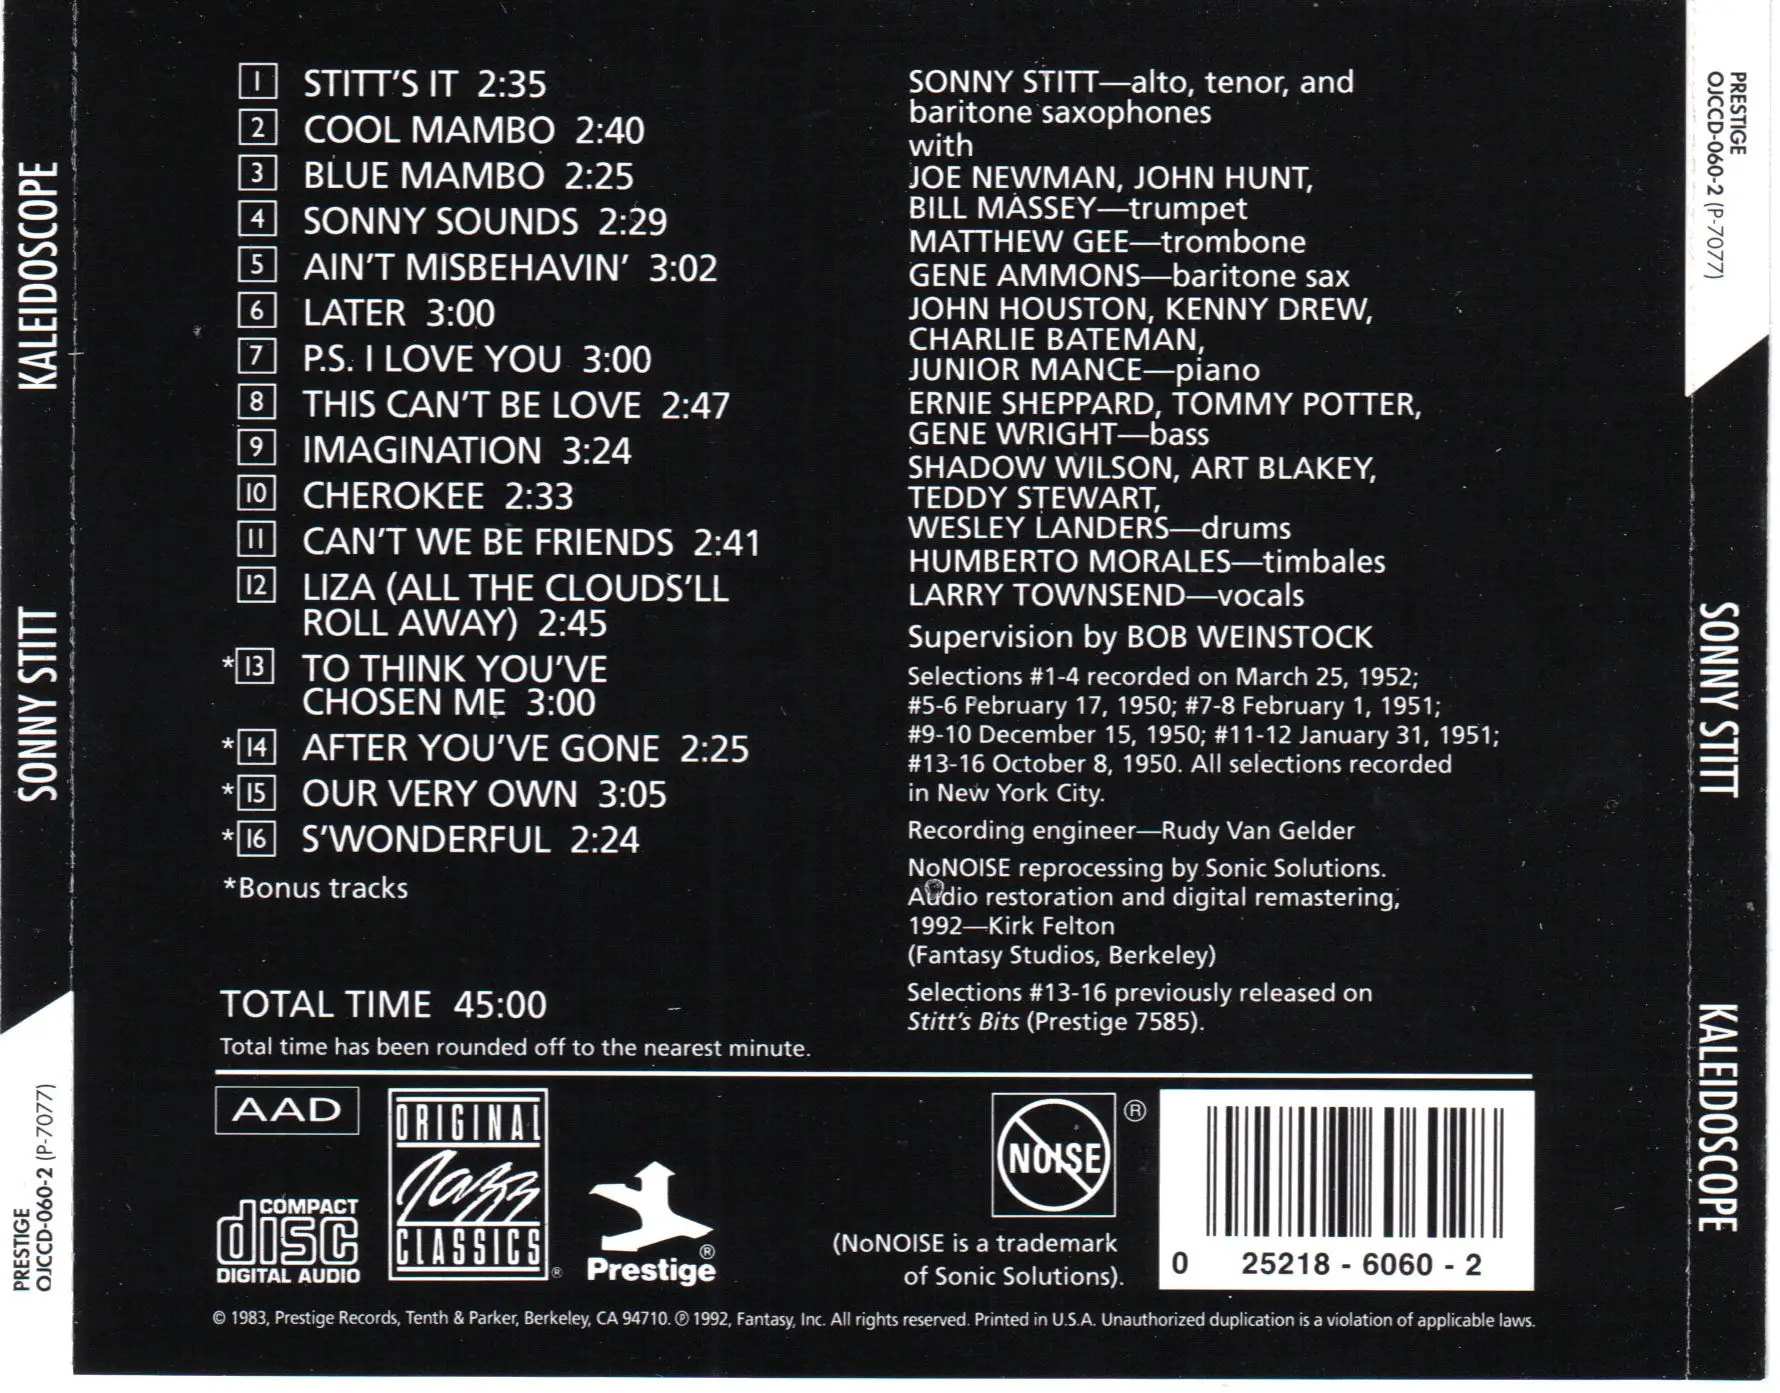 KALEIDOSCOPE
SONNY STITT
PRESTIGE
OJCCD-060-2 (P-7077)
1 STITT'S IT 2:35
2 COOL MAMBO 2:40
3 BLUE MAMBO 2:25
4 SONNY SOUNDS 2:29
5 AIN'T MISBEHAVIN' 3:02
6 LATER 3:00
7 P.S. I LOVE YOU 3:00
8 THIS CAN'T BE LOVE 2:47
9 IMAGINATION 3:24
10 CHEROKEE 2:33
11 CAN'T WE BE FRIENDS 2:41
12 LIZA (ALL THE CLOUDS'LL
ROLL AWAY) 2:45
*13 TO THINK YOU'VE
CHOSEN ME 3:00
*14 AFTER YOU'VE GONE 2:25
*15 OUR VERY OWN 3:05
*16 S'WONDERFUL 2:24
*Bonus tracks
TOTAL TIME 45:00
Total time has been rounded off to the nearest minute.
SONNY STITT—alto, tenor, and
baritone saxophones
with
JOE NEWMAN, JOHN HUNT,
BILL MASSEY—trumpet
MATTHEW GEE—trombone
GENE AMMONS—baritone sax
JOHN HOUSTON, KENNY DREW,
CHARLIE BATEMAN,
JUNIOR MANCE—piano
ERNIE SHEPPARD, TOMMY POTTER,
GENE WRIGHT—bass
SHADOW WILSON, ART BLAKEY,
TEDDY STEWART,
WESLEY LANDERS—drums
HUMBERTO MORALES—timbales
LARRY TOWNSEND—vocals
Supervision by BOB WEINSTOCK
Selections #1-4 recorded on March 25, 1952;
#5-6 February 17, 1950; #7-8 February 1, 1951;
#9-10 December 15, 1950; #11-12 January 31, 1951;
#13-16 October 8, 1950. All selections recorded
in New York City.
Recording engineer—Rudy Van Gelder
NoNOISE reprocessing by Sonic Solutions.
Audio restoration and digital remastering,
1992—Kirk Felton
(Fantasy Studios, Berkeley)
Selections #13-16 previously released on
Stitt's Bits (Prestige 7585).
AAD
COMPACT
disc
DIGITAL AUDIO
ORIGINAL
Jazz
CLASSICS
®
Prestige®
NOISE ®
(NoNOISE is a trademark
of Sonic Solutions).
0 25218 - 6060 - 2
© 1983, Prestige Records, Tenth & Parker, Berkeley, CA 94710. ℗ 1992, Fantasy, Inc. All rights reserved. Printed in U.S.A. Unauthorized duplication is a violation of applicable laws.
PRESTIGE
OJCCD-060-2 (P-7077)
SONNY STITT
KALEIDOSCOPE